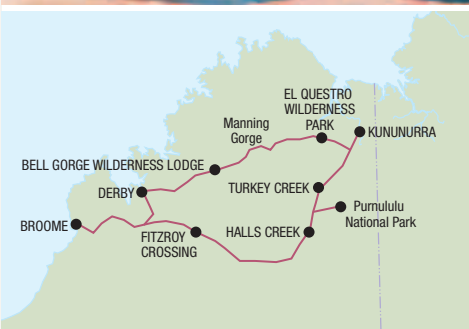 EL QUESTRO
WILDERNESS
PARK
Manning
Gorge
KUNUNURRA
BELL GORGE WILDERNESS LODGE
DERBY
TURKEY CREEK
Purnululu
National Park
BROOME
FITZROY
CROSSING
HALLS CREEK